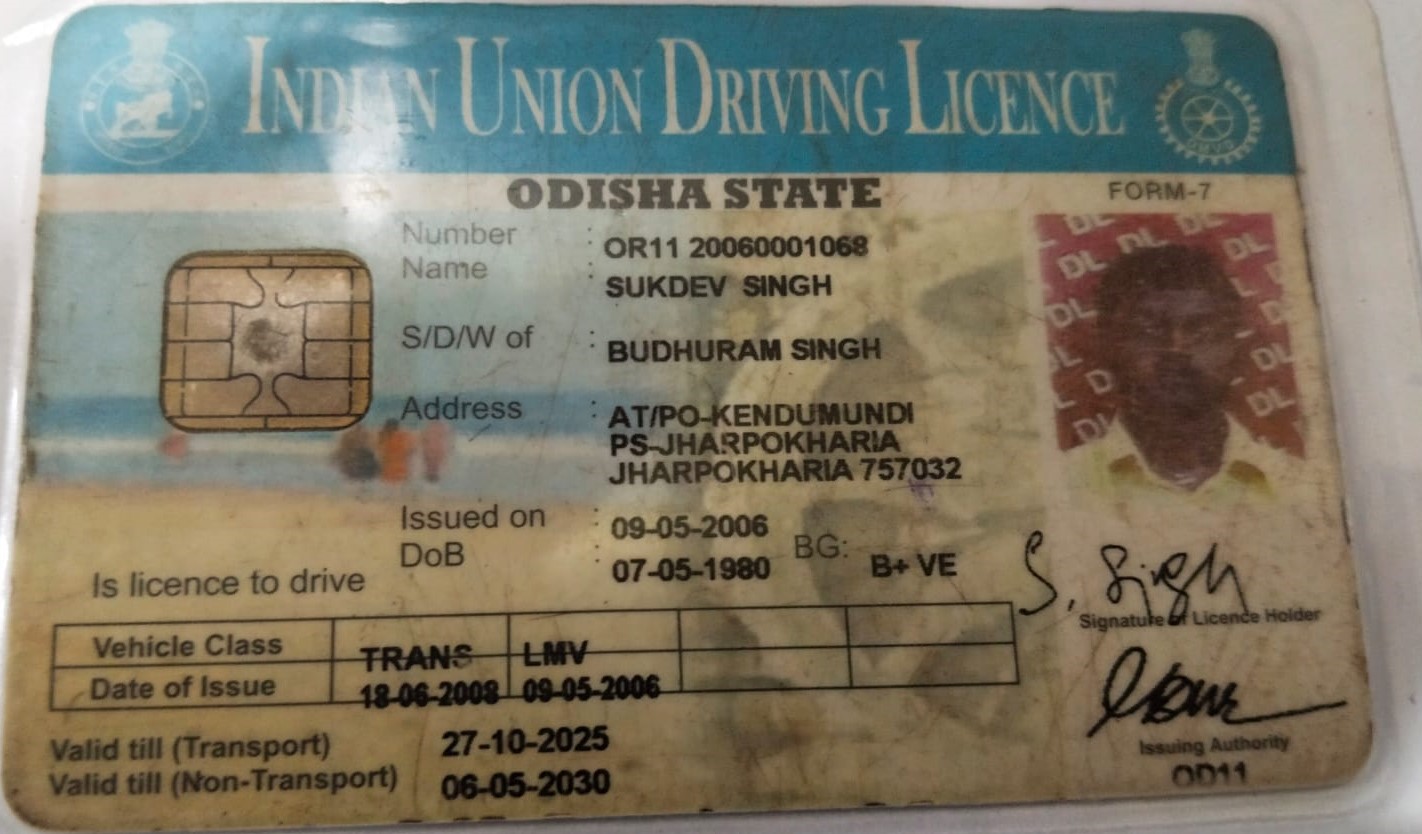 INDIAN UNION DRIVING LICENCE
ODISHA STATE
FORM-7
Number : OR11 20060001068
Name : SUKDEV SINGH
S/D/W of : BUDHURAM SINGH
Address : AT/PO-KENDUMUNDI
PS-JHARPOKHARIA
JHARPOKHARIA 757032
Issued on : 09-05-2006
DoB : 07-05-1980 BG: B+ VE
Is licence to drive
S. Singh
Signature of Licence Holder
Vehicle Class TRANS LMV
Date of Issue 18-06-2008 09-05-2006
Valid till (Transport) 27-10-2025
Valid till (Non-Transport) 06-05-2030
Issuing Authority
OD11